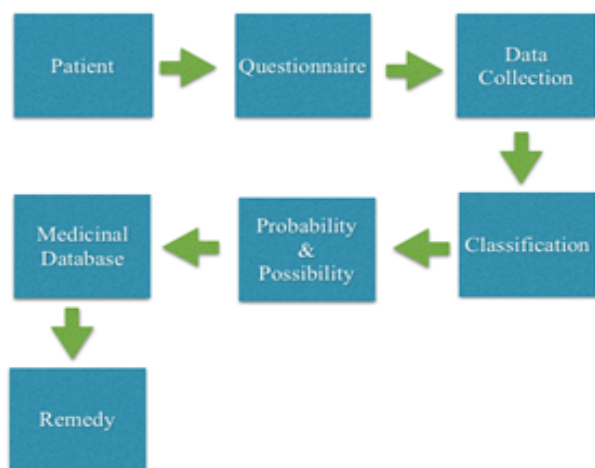 Patient
Questionnaire
Data
Collection
Classification
Probability
&
Possibility
Medicinal
Database
Remedy